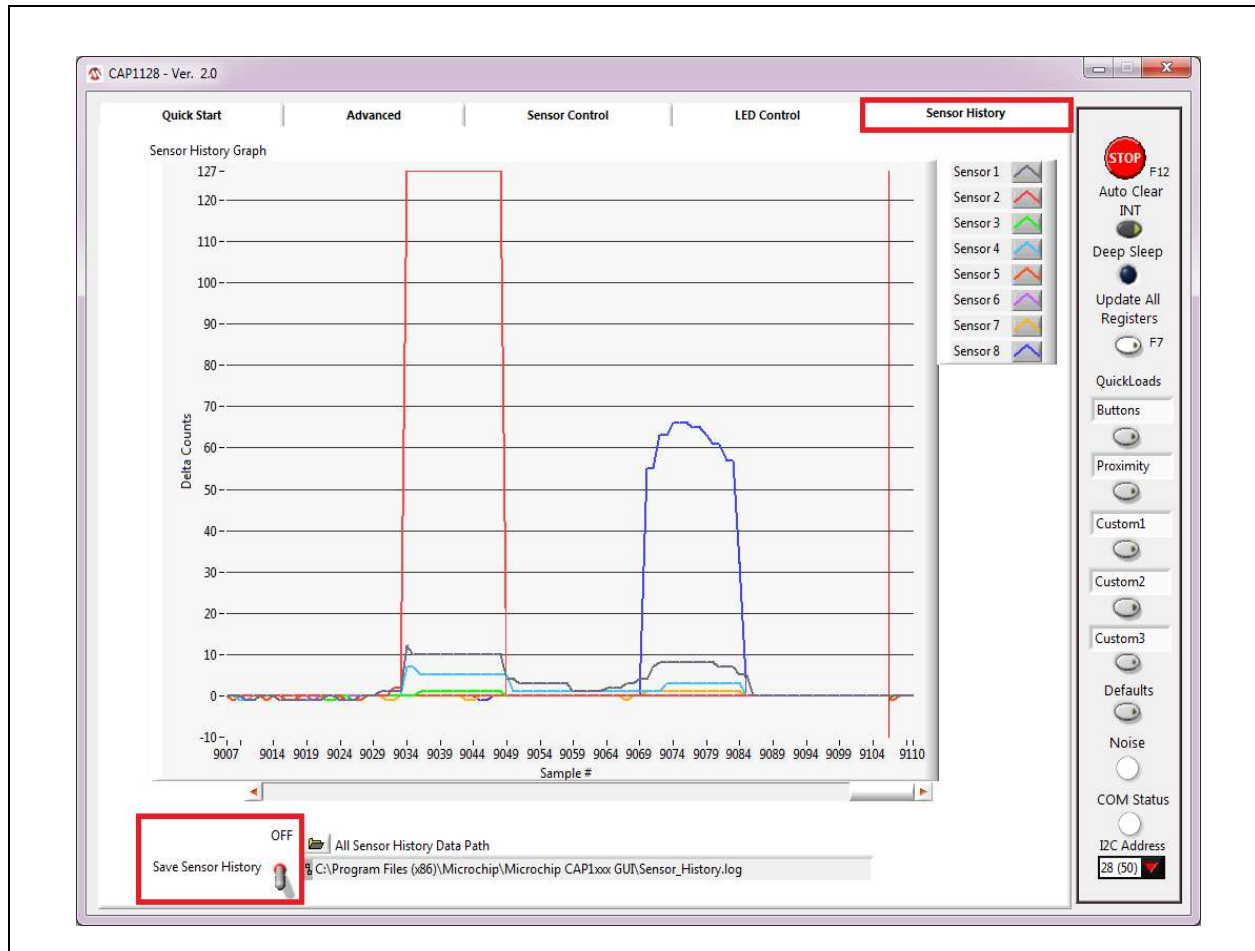 CAP1128 - Ver. 2.0
Quick Start Advanced Sensor Control LED Control Sensor History
Sensor History Graph
127
120
110
100
90
80
70
60
50
40
30
20
10
0
-10
Delta Counts
9007 9014 9019 9024 9029 9034 9039 9044 9049 9054 9059 9064 9069 9074 9079 9084 9089 9094 9099 9104 9110
Sample #
Sensor 1
Sensor 2
Sensor 3
Sensor 4
Sensor 5
Sensor 6
Sensor 7
Sensor 8
OFF
Save Sensor History
All Sensor History Data Path
C:\Program Files (x86)\Microchip\Microchip CAP1xxx GUI\Sensor_History.log
STOP
F12
Auto Clear
INT
Deep Sleep
Update All
Registers
F7
QuickLoads
Buttons
Proximity
Custom1
Custom2
Custom3
Defaults
Noise
COM Status
I2C Address
28 (50)